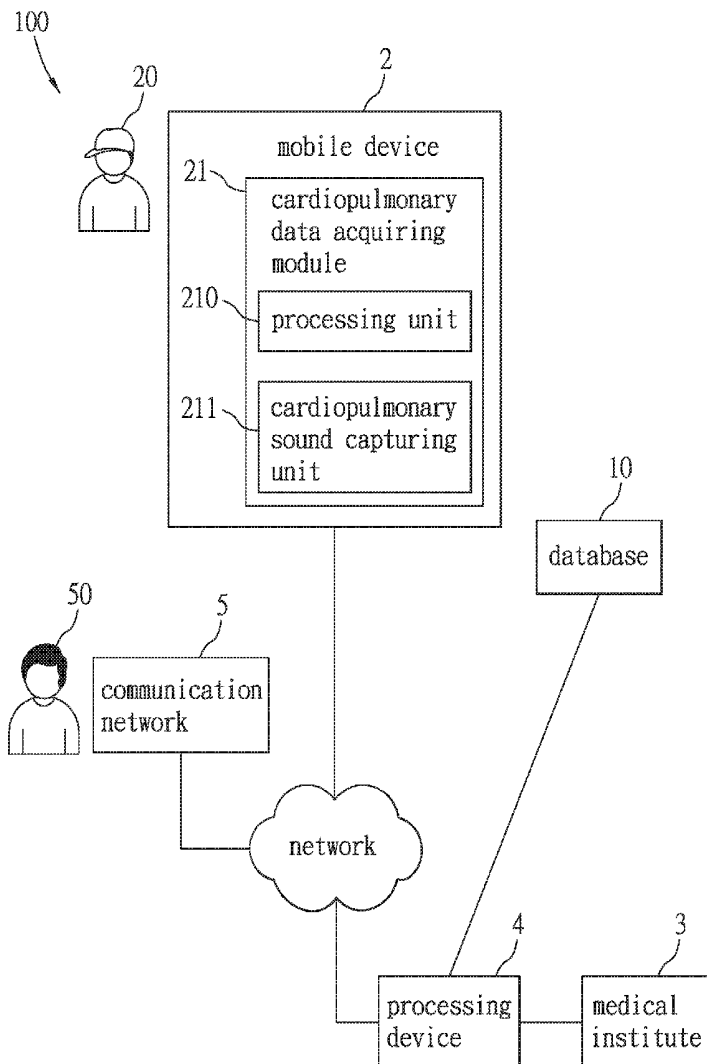 100
20
2
mobile device
21
cardiopulmonary
data acquiring
module
210
processing unit
211
cardiopulmonary
sound capturing
unit
10
database
50
5
communication
network
network
4
processing
device
3
medical
institute